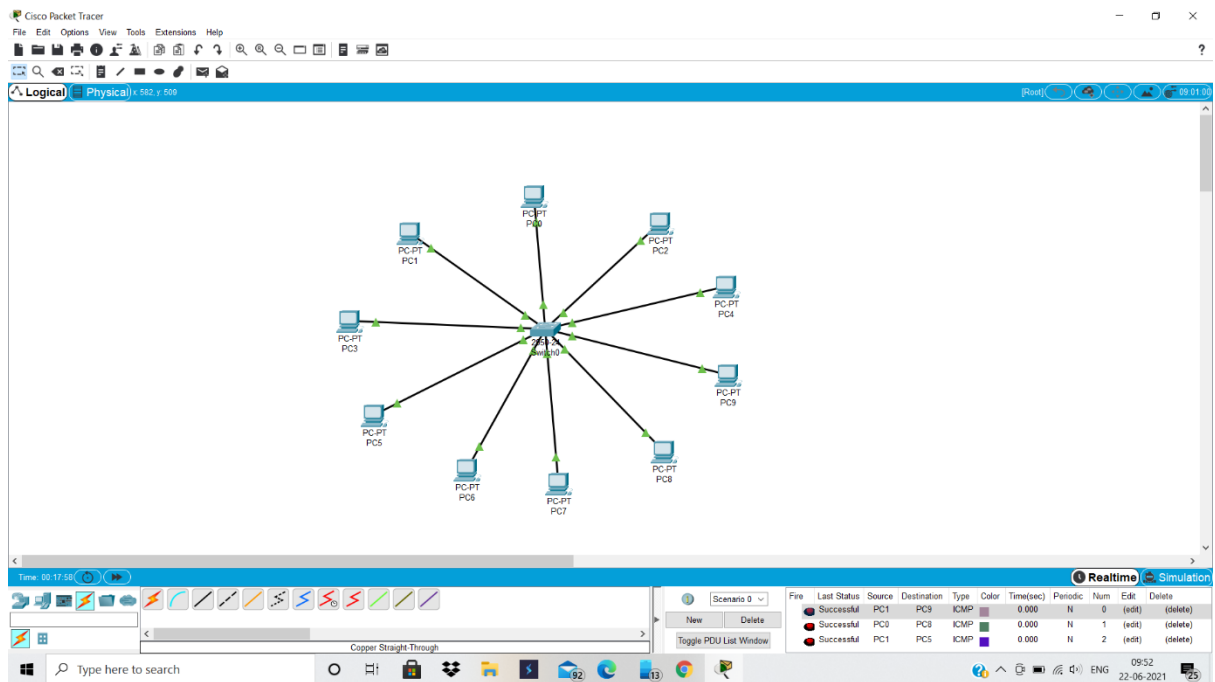 Cisco Packet Tracer
File Edit Options View Tools Extensions Help
?
Logical Physical x: 582, y: 509 [Root] 09:01:00
PC-PT
PC0
PC-PT
PC1
PC-PT
PC2
PC-PT
PC4
PC-PT
PC3
2950-24
Switch0
PC-PT
PC9
PC-PT
PC5
PC-PT
PC8
PC-PT
PC6
PC-PT
PC7
Time: 00:17:58 Realtime Simulation
Scenario 0
New Delete
Toggle PDU List Window
Fire Last Status Source Destination Type Color Time(sec) Periodic Num Edit Delete
Successful PC1 PC9 ICMP 0.000 N 0 (edit) (delete)
Successful PC0 PC8 ICMP 0.000 N 1 (edit) (delete)
Successful PC1 PC5 ICMP 0.000 N 2 (edit) (delete)
Copper Straight-Through
Type here to search 92 13 ENG 09:52
22-06-2021 25